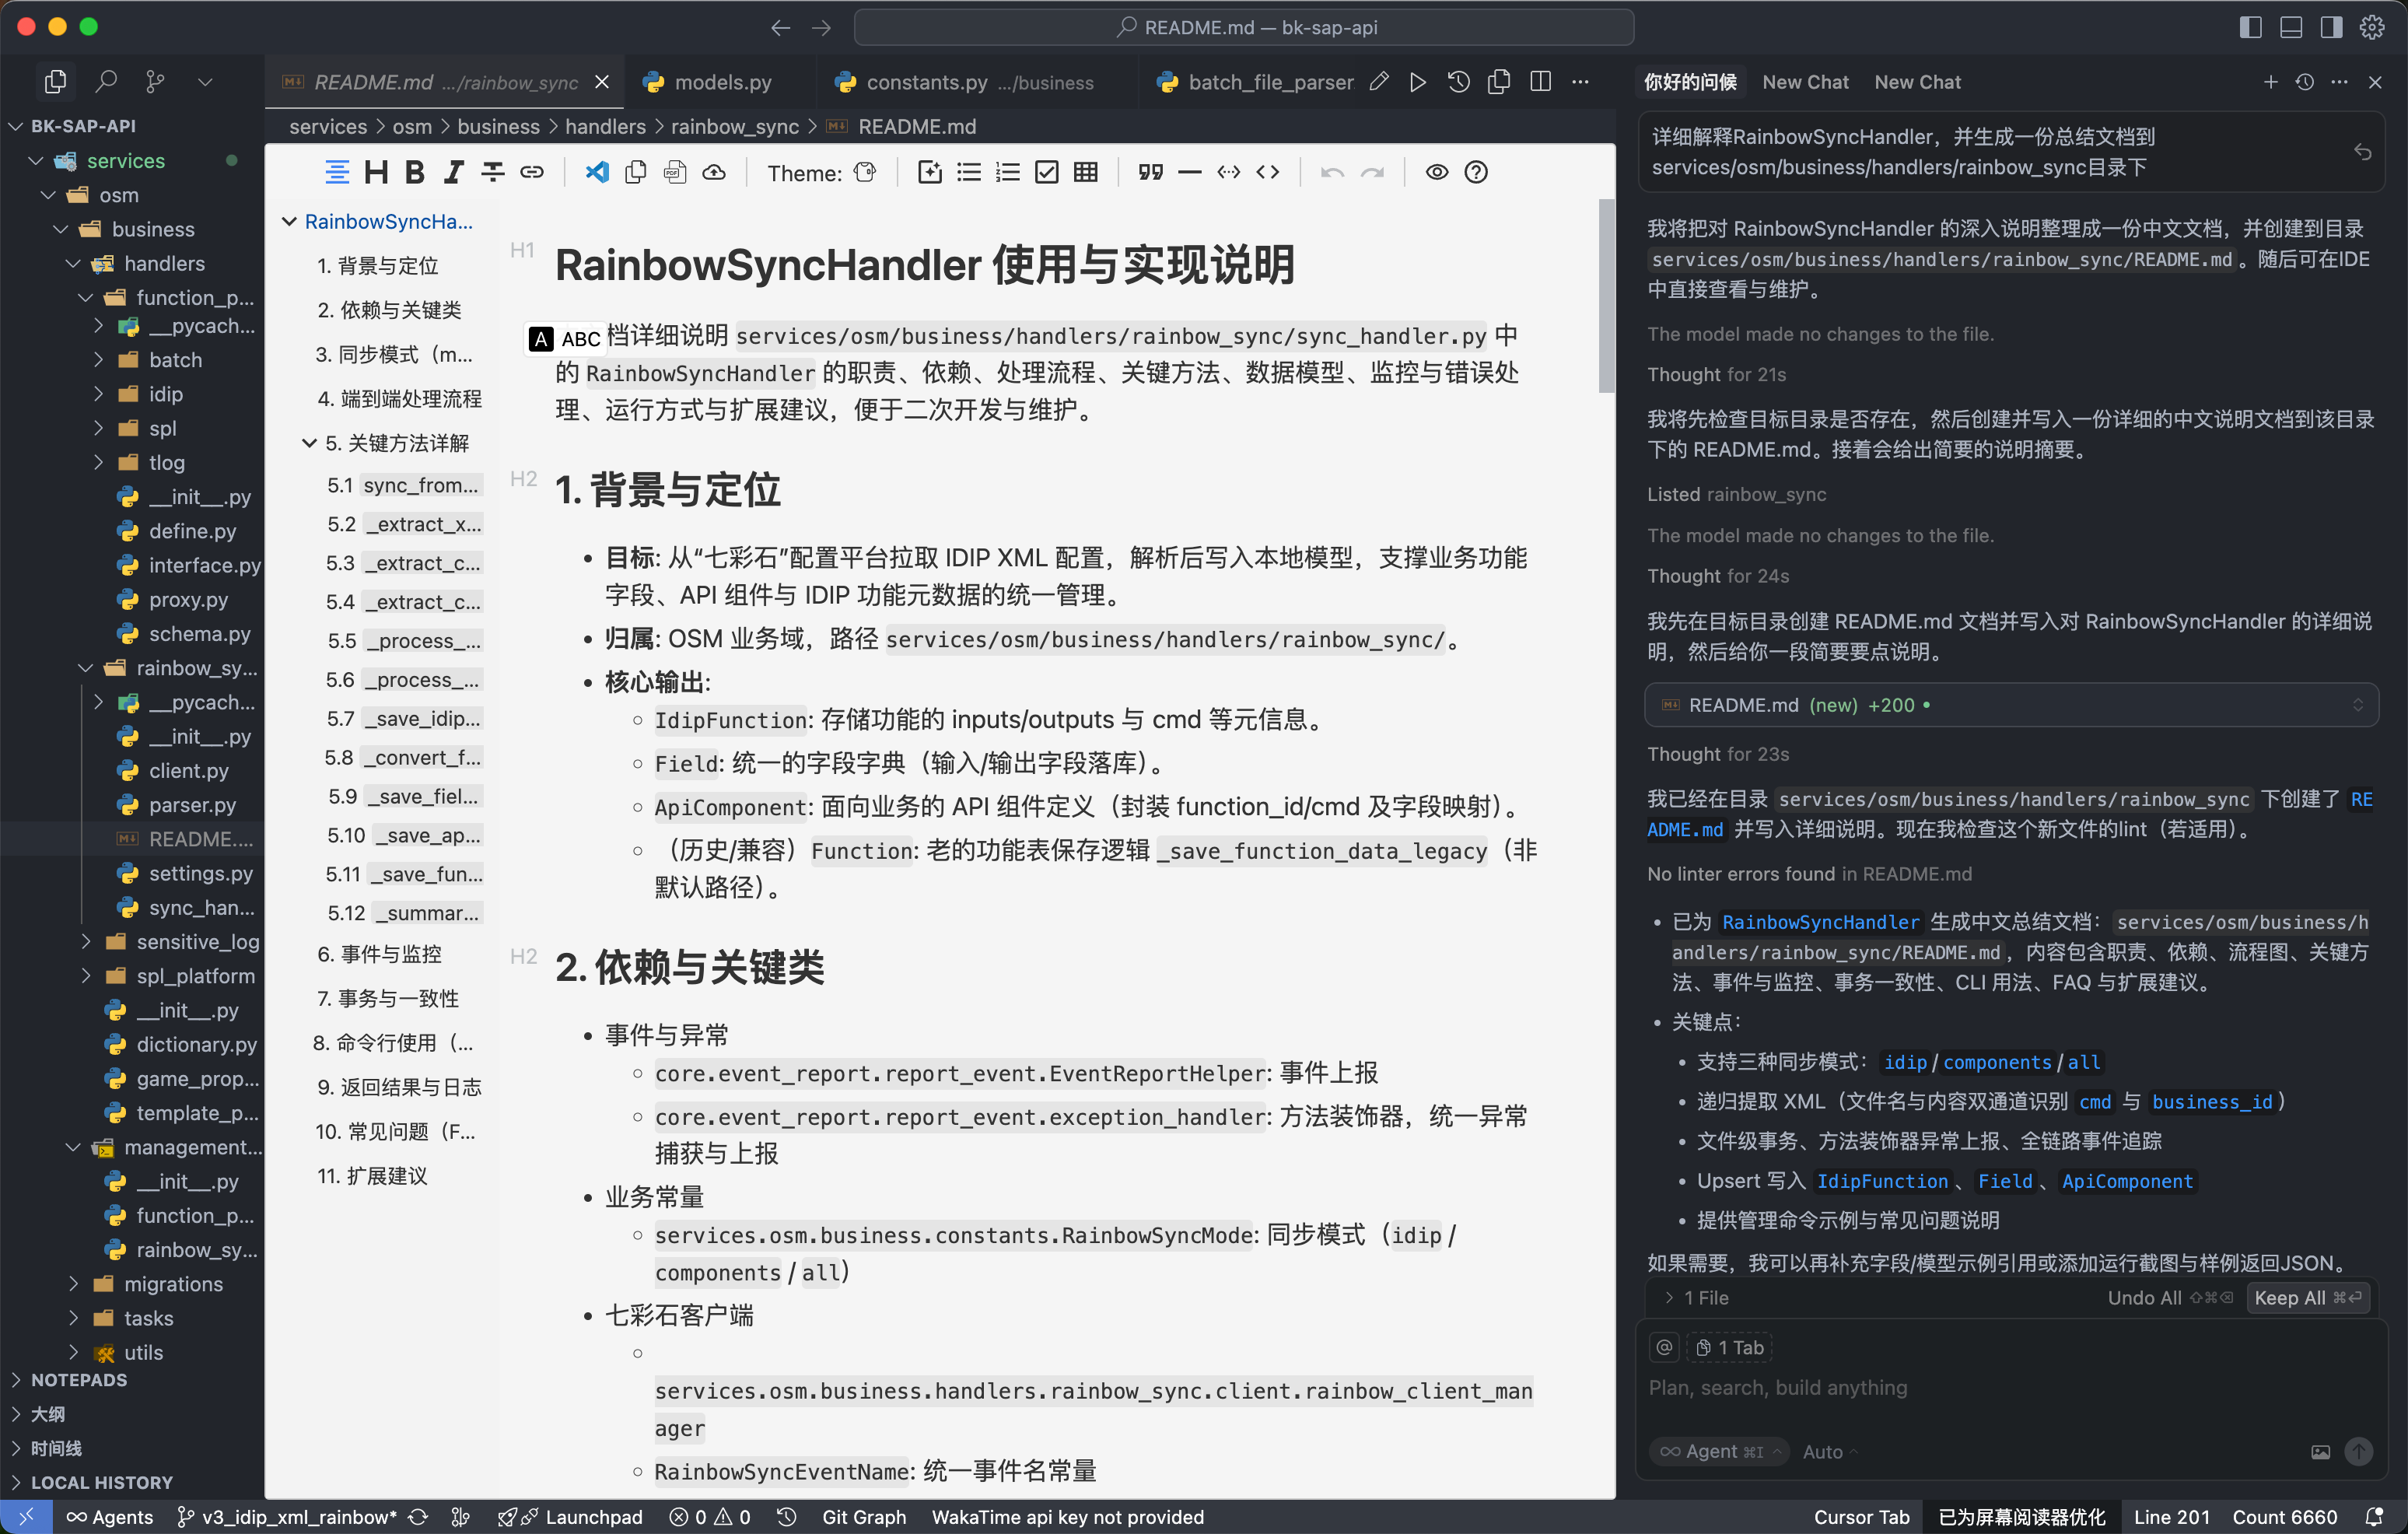 README.md — bk-sap-api
README.md .../rainbow_sync
models.py
constants.py .../business
batch_file_parser
你好的问候
New Chat
New Chat
BK-SAP-API
services
osm
business
handlers
function_p...
__pycach...
batch
idip
spl
tlog
__init__.py
define.py
interface.py
proxy.py
schema.py
rainbow_sy...
__pycach...
__init__.py
client.py
parser.py
README....
settings.py
sync_han...
sensitive_log
spl_platform
__init__.py
dictionary.py
game_prop...
template_p...
management...
__init__.py
function_p...
rainbow_sy...
migrations
tasks
utils
NOTEPADS
大纲
时间线
LOCAL HISTORY
services > osm > business > handlers > rainbow_sync > README.md
Theme:
RainbowSyncHa...
1. 背景与定位
2. 依赖与关键类
3. 同步模式（m...
4. 端到端处理流程
5. 关键方法详解
5.1 sync_from...
5.2 _extract_x...
5.3 _extract_c...
5.4 _extract_c...
5.5 _process_...
5.6 _process_...
5.7 _save_idip...
5.8 _convert_f...
5.9 _save_fiel...
5.10 _save_ap...
5.11 _save_fun...
5.12 _summar...
6. 事件与监控
7. 事务与一致性
8. 命令行使用（...
9. 返回结果与日志
10. 常见问题（F...
11. 扩展建议
H1
RainbowSyncHandler 使用与实现说明
A ABC
档详细说明 services/osm/business/handlers/rainbow_sync/sync_handler.py 中
的 RainbowSyncHandler 的职责、依赖、处理流程、关键方法、数据模型、监控与错误处
理、运行方式与扩展建议，便于二次开发与维护。
H2
1. 背景与定位
• 目标: 从“七彩石”配置平台拉取 IDIP XML 配置，解析后写入本地模型，支撑业务功能
字段、API 组件与 IDIP 功能元数据的统一管理。
• 归属: OSM 业务域，路径 services/osm/business/handlers/rainbow_sync/。
• 核心输出:
○ IdipFunction: 存储功能的 inputs/outputs 与 cmd 等元信息。
○ Field: 统一的字段字典（输入/输出字段落库）。
○ ApiComponent: 面向业务的 API 组件定义（封装 function_id/cmd 及字段映射）。
○ （历史/兼容）Function: 老的功能表保存逻辑 _save_function_data_legacy（非
默认路径）。
H2
2. 依赖与关键类
• 事件与异常
○ core.event_report.report_event.EventReportHelper: 事件上报
○ core.event_report.report_event.exception_handler: 方法装饰器，统一异常
捕获与上报
• 业务常量
○ services.osm.business.constants.RainbowSyncMode: 同步模式（idip /
components / all）
• 七彩石客户端
○
services.osm.business.handlers.rainbow_sync.client.rainbow_client_man
ager
○ RainbowSyncEventName: 统一事件名常量
详细解释RainbowSyncHandler，并生成一份总结文档到
services/osm/business/handlers/rainbow_sync目录下
我将把对 RainbowSyncHandler 的深入说明整理成一份中文文档，并创建到目录
services/osm/business/handlers/rainbow_sync/README.md 。随后可在IDE
中直接查看与维护。
The model made no changes to the file.
Thought for 21s
我将先检查目标目录是否存在，然后创建并写入一份详细的中文说明文档到该目录
下的 README.md。接着会给出简要的说明摘要。
Listed rainbow_sync
The model made no changes to the file.
Thought for 24s
我先在目标目录创建 README.md 文档并写入对 RainbowSyncHandler 的详细说
明，然后给你一段简要要点说明。
README.md (new) +200 •
Thought for 23s
我已经在目录 services/osm/business/handlers/rainbow_sync 下创建了 RE
ADME.md 并写入详细说明。现在我检查这个新文件的lint（若适用）。
No linter errors found in README.md
• 已为 RainbowSyncHandler 生成中文总结文档： services/osm/business/h
andlers/rainbow_sync/README.md，内容包含职责、依赖、流程图、关键方
法、事件与监控、事务一致性、CLI 用法、FAQ 与扩展建议。
• 关键点：
• 支持三种同步模式： idip / components / all
• 递归提取 XML（文件名与内容双通道识别 cmd 与 business_id ）
• 文件级事务、方法装饰器异常上报、全链路事件追踪
• Upsert 写入 IdipFunction 、 Field 、 ApiComponent
• 提供管理命令示例与常见问题说明
如果需要，我可以再补充字段/模型示例引用或添加运行截图与样例返回JSON。
1 File
Undo All ⇧⌘⌫
Keep All ⌘⏎
@ 1 Tab
Plan, search, build anything
∞ Agent ⌘I
Auto
∞ Agents
v3_idip_xml_rainbow*
Launchpad
0 0
Git Graph
WakaTime api key not provided
Cursor Tab
已为屏幕阅读器优化
Line 201
Count 6660